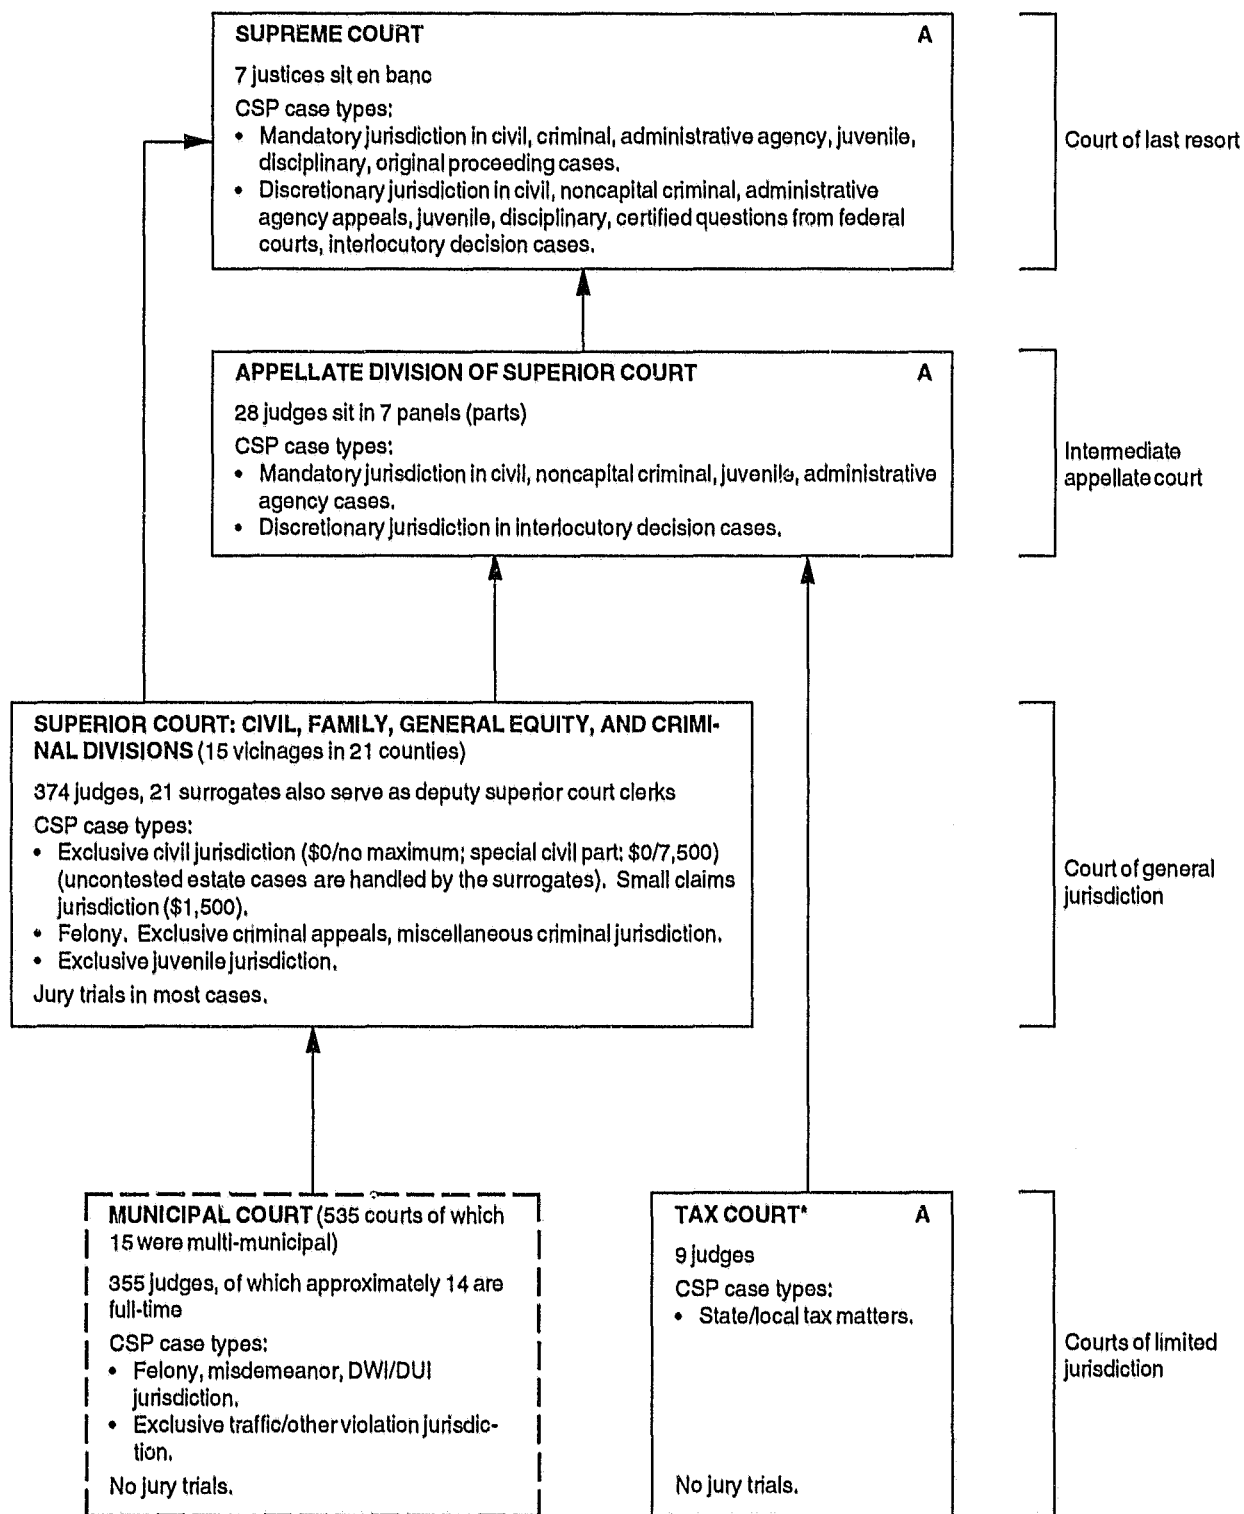 SUPREME COURT A
7 justices sit en banc
CSP case types:
• Mandatory jurisdiction in civil, criminal, administrative agency, juvenile,
disciplinary, original proceeding cases.
• Discretionary jurisdiction in civil, noncapital criminal, administrative
agency appeals, juvenile, disciplinary, certified questions from federal
courts, interlocutory decision cases.
Court of last resort
APPELLATE DIVISION OF SUPERIOR COURT A
28 judges sit in 7 panels (parts)
CSP case types:
• Mandatory jurisdiction in civil, noncapital criminal, juvenile, administrative
agency cases.
• Discretionary jurisdiction in interlocutory decision cases.
Intermediate
appellate court
SUPERIOR COURT: CIVIL, FAMILY, GENERAL EQUITY, AND CRIMI-
NAL DIVISIONS (15 vicinages in 21 counties)
374 judges, 21 surrogates also serve as deputy superior court clerks
CSP case types:
• Exclusive civil jurisdiction ($0/no maximum; special civil part: $0/7,500)
(uncontested estate cases are handled by the surrogates). Small claims
jurisdiction ($1,500).
• Felony. Exclusive criminal appeals, miscellaneous criminal jurisdiction.
• Exclusive juvenile jurisdiction.
Jury trials in most cases.
Court of general
jurisdiction
MUNICIPAL COURT (535 courts of which
15 were multi-municipal)
355 judges, of which approximately 14 are
full-time
CSP case types:
• Felony, misdemeanor, DWI/DUI
jurisdiction.
• Exclusive traffic/other violation jurisdic-
tion.
No jury trials.
TAX COURT* A
9 judges
CSP case types:
• State/local tax matters.
No jury trials.
Courts of limited
jurisdiction